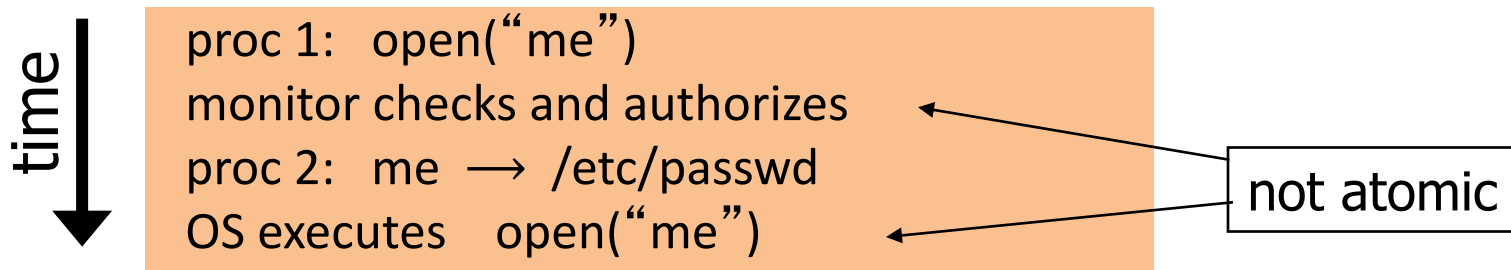 time
proc 1: open(“me”)
monitor checks and authorizes
proc 2: me ⟶ /etc/passwd
OS executes open(“me”)
not atomic